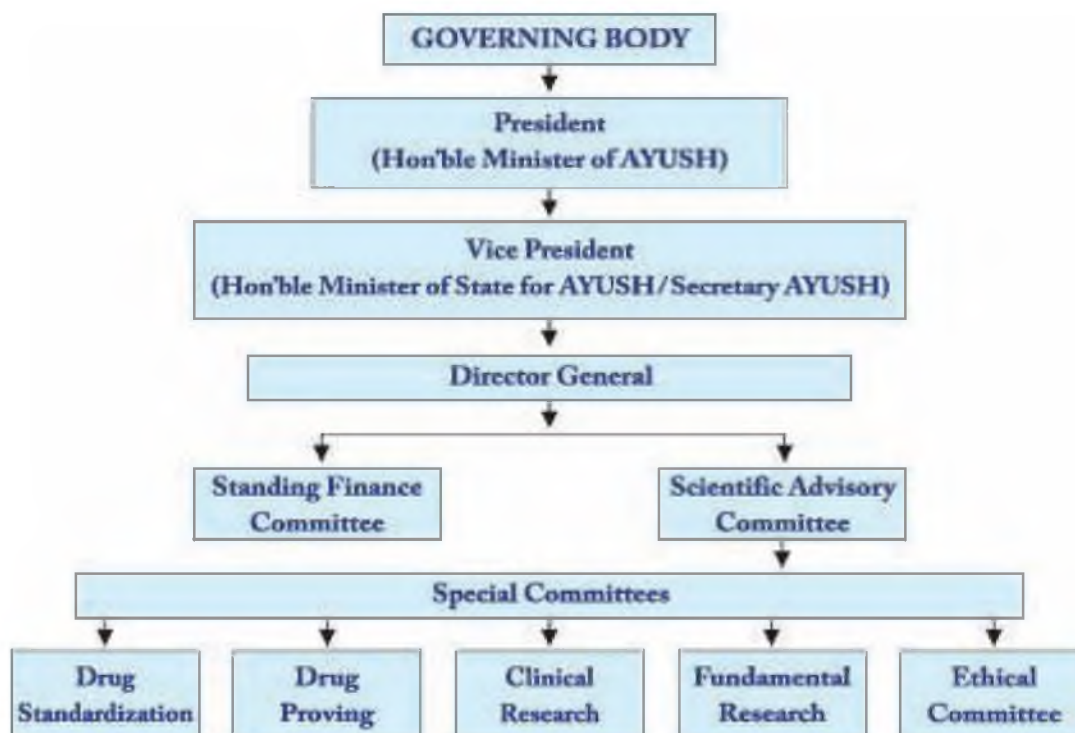 GOVERNING BODY
President
(Hon'ble Minister of AYUSH)
Vice President
(Hon'ble Minister of State for AYUSH/Secretary AYUSH)
Director General
Standing Finance
Committee
Scientific Advisory
Committee
Special Committees
Drug
Standardization
Drug
Proving
Clinical
Research
Fundamental
Research
Ethical
Committee